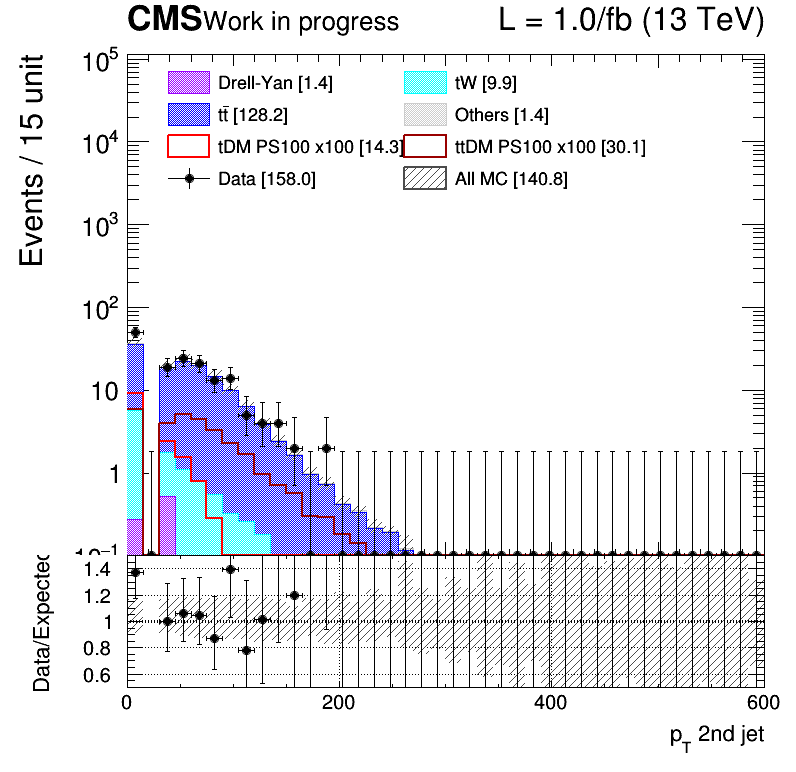 CMS Work in progress L = 1.0/fb (13 TeV)
Events / 15 unit
10^5
10^4
10^3
10^2
10
1
10^-1
Drell-Yan [1.4]
tW [9.9]
tt̄ [128.2]
Others [1.4]
tDM PS100 x100 [14.3]
ttDM PS100 x100 [30.1]
Data [158.0]
All MC [140.8]
Data/Expected
1.4
1.2
1
0.8
0.6
0 200 400 600
p_T 2nd jet